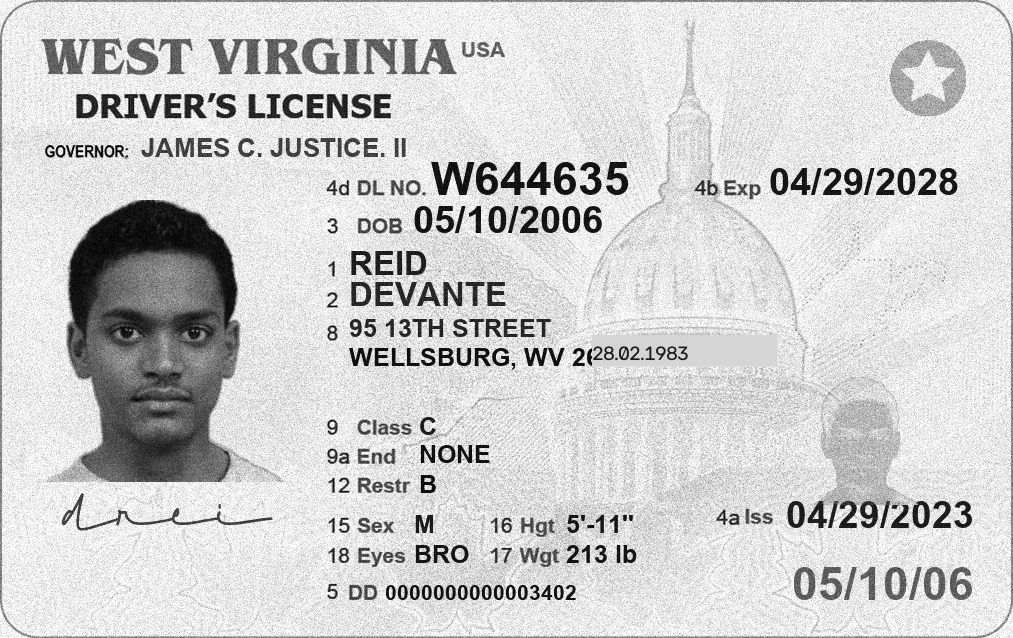 WEST VIRGINIA USA
DRIVER'S LICENSE
GOVERNOR: JAMES C. JUSTICE. II
4d DL NO. W644635 4b Exp 04/29/2028
3 DOB 05/10/2006
1 REID
2 DEVANTE
8 95 13TH STREET
WELLSBURG, WV
28.02.1983
9 Class C
9a End NONE
12 Restr B
15 Sex M 16 Hgt 5'-11"
4a Iss 04/29/2023
18 Eyes BRO 17 Wgt 213 lb
5 DD 0000000000003402
05/10/06
drei